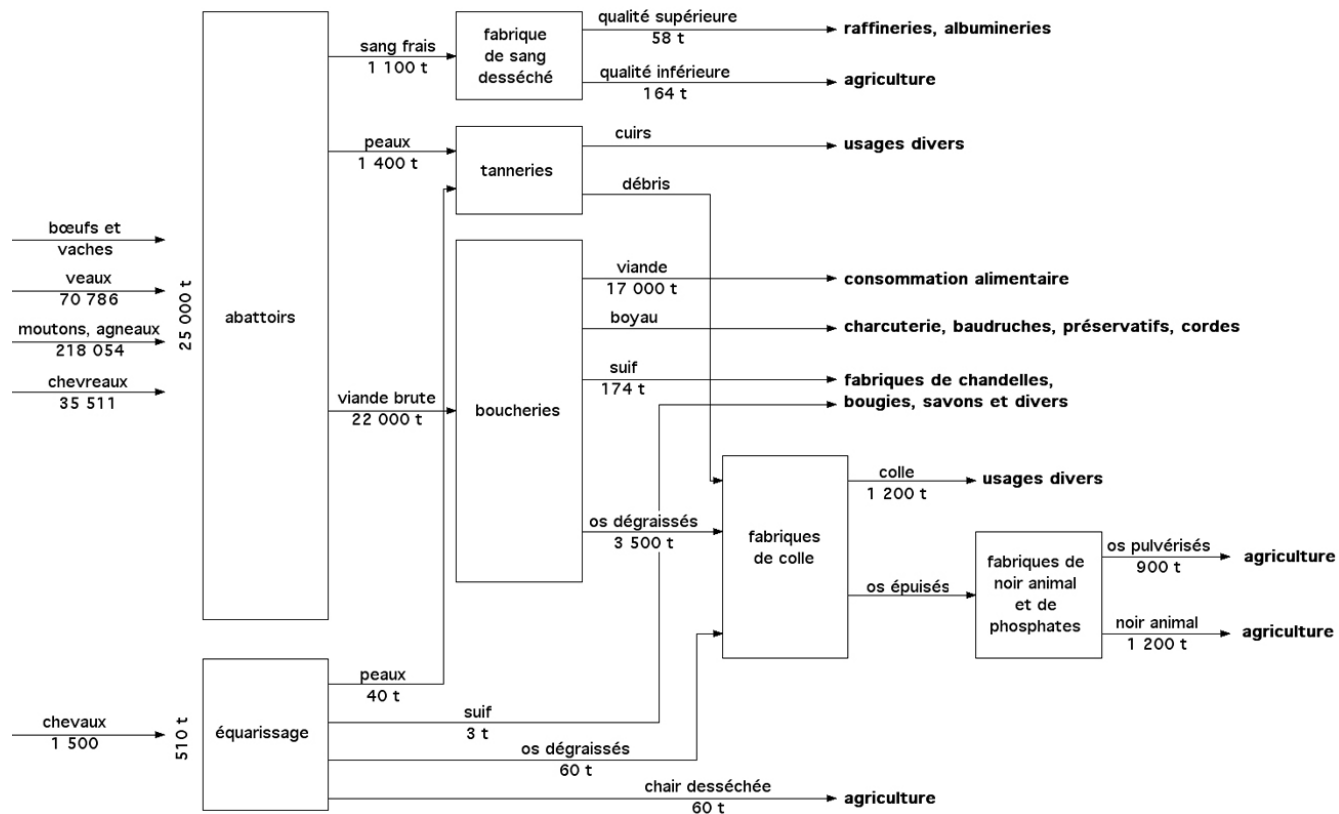 bœufs et
vaches
veaux
70 786
moutons, agneaux
218 054
chevreaux
35 511
25 000 t
abattoirs
sang frais
1 100 t
peaux
1 400 t
viande brute
22 000 t
fabrique
de sang
desséché
qualité supérieure
58 t
raffineries, albumineries
qualité inférieure
164 t
agriculture
tanneries
cuirs
usages divers
débris
boucheries
viande
17 000 t
consommation alimentaire
boyau
charcuterie, baudruches, préservatifs, cordes
suif
174 t
fabriques de chandelles,
bougies, savons et divers
os dégraissés
3 500 t
fabriques
de colle
colle
1 200 t
usages divers
os épuisés
fabriques de
noir animal
et de
phosphates
os pulvérisés
900 t
agriculture
noir animal
1 200 t
agriculture
chevaux
1 500
510 t
équarissage
peaux
40 t
suif
3 t
os dégraissés
60 t
chair desséchée
60 t
agriculture